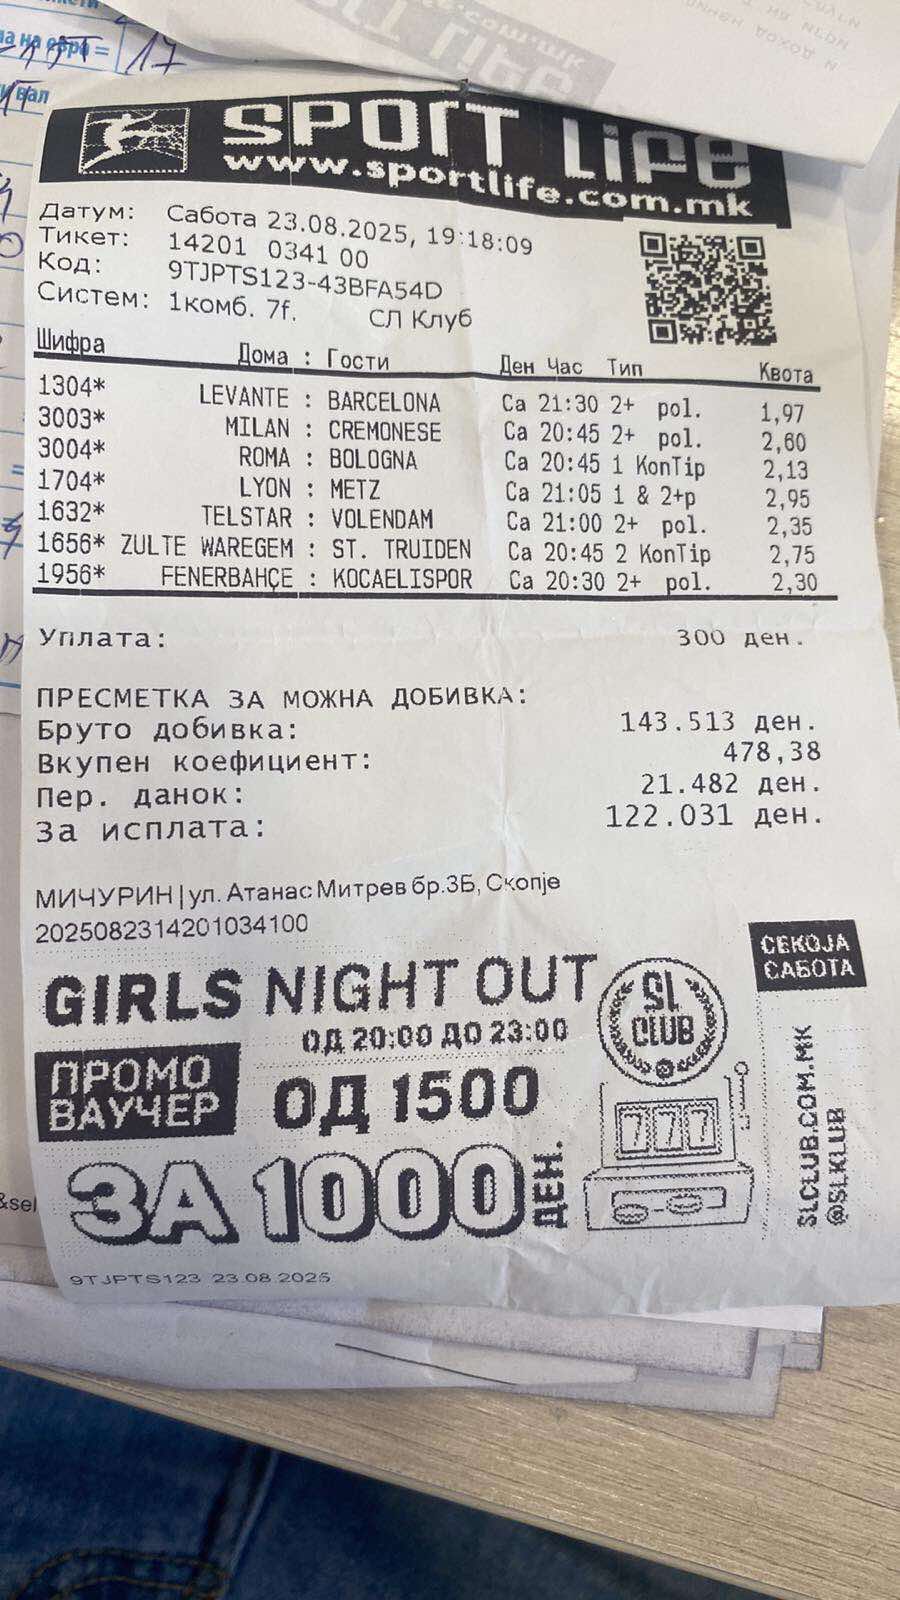 = 17
SPORT LiFe
www.sportlife.com.mk
Датум: Сабота 23.08.2025, 19:18:09
Тикет: 14201 0341 00
Код: 9TJPTS123-43BFA54D
Систем: 1комб. 7f. СЛ Клуб
Шифра Дома : Гости Ден Час Тип Квота
1304* LEVANTE : BARCELONA Са 21:30 2+ pol. 1,97
3003* MILAN : CREMONESE Са 20:45 2+ pol. 2,60
3004* ROMA : BOLOGNA Са 20:45 1 KonTip 2,13
1704* LYON : METZ Са 21:05 1 & 2+p 2,95
1632* TELSTAR : VOLENDAM Са 21:00 2+ pol. 2,35
1656* ZULTE WAREGEM : ST. TRUIDEN Са 20:45 2 KonTip 2,75
1956* FENERBAHÇE : KOCAELISPOR Са 20:30 2+ pol. 2,30
Уплата: 300 ден.
ПРЕСМЕТКА ЗА МОЖНА ДОБИВКА:
Бруто добивка: 143.513 ден.
Вкупен коефициент: 478,38
Пер. данок: 21.482 ден.
За исплата: 122.031 ден.
МИЧУРИН|ул. Атанас Митрев бр.3Б, Скопје
2025082314201034100
GIRLS NIGHT OUT
ОД 20:00 ДО 23:00
ПРОМО
ВАУЧЕР
ОД 1500
ЗА 1000 ДЕН.
SL
CLUB
777
СЕКОЈА
САБОТА
SLCLUB.COM.MK
@SLKLUB
9TJPTS123 23.08.2025